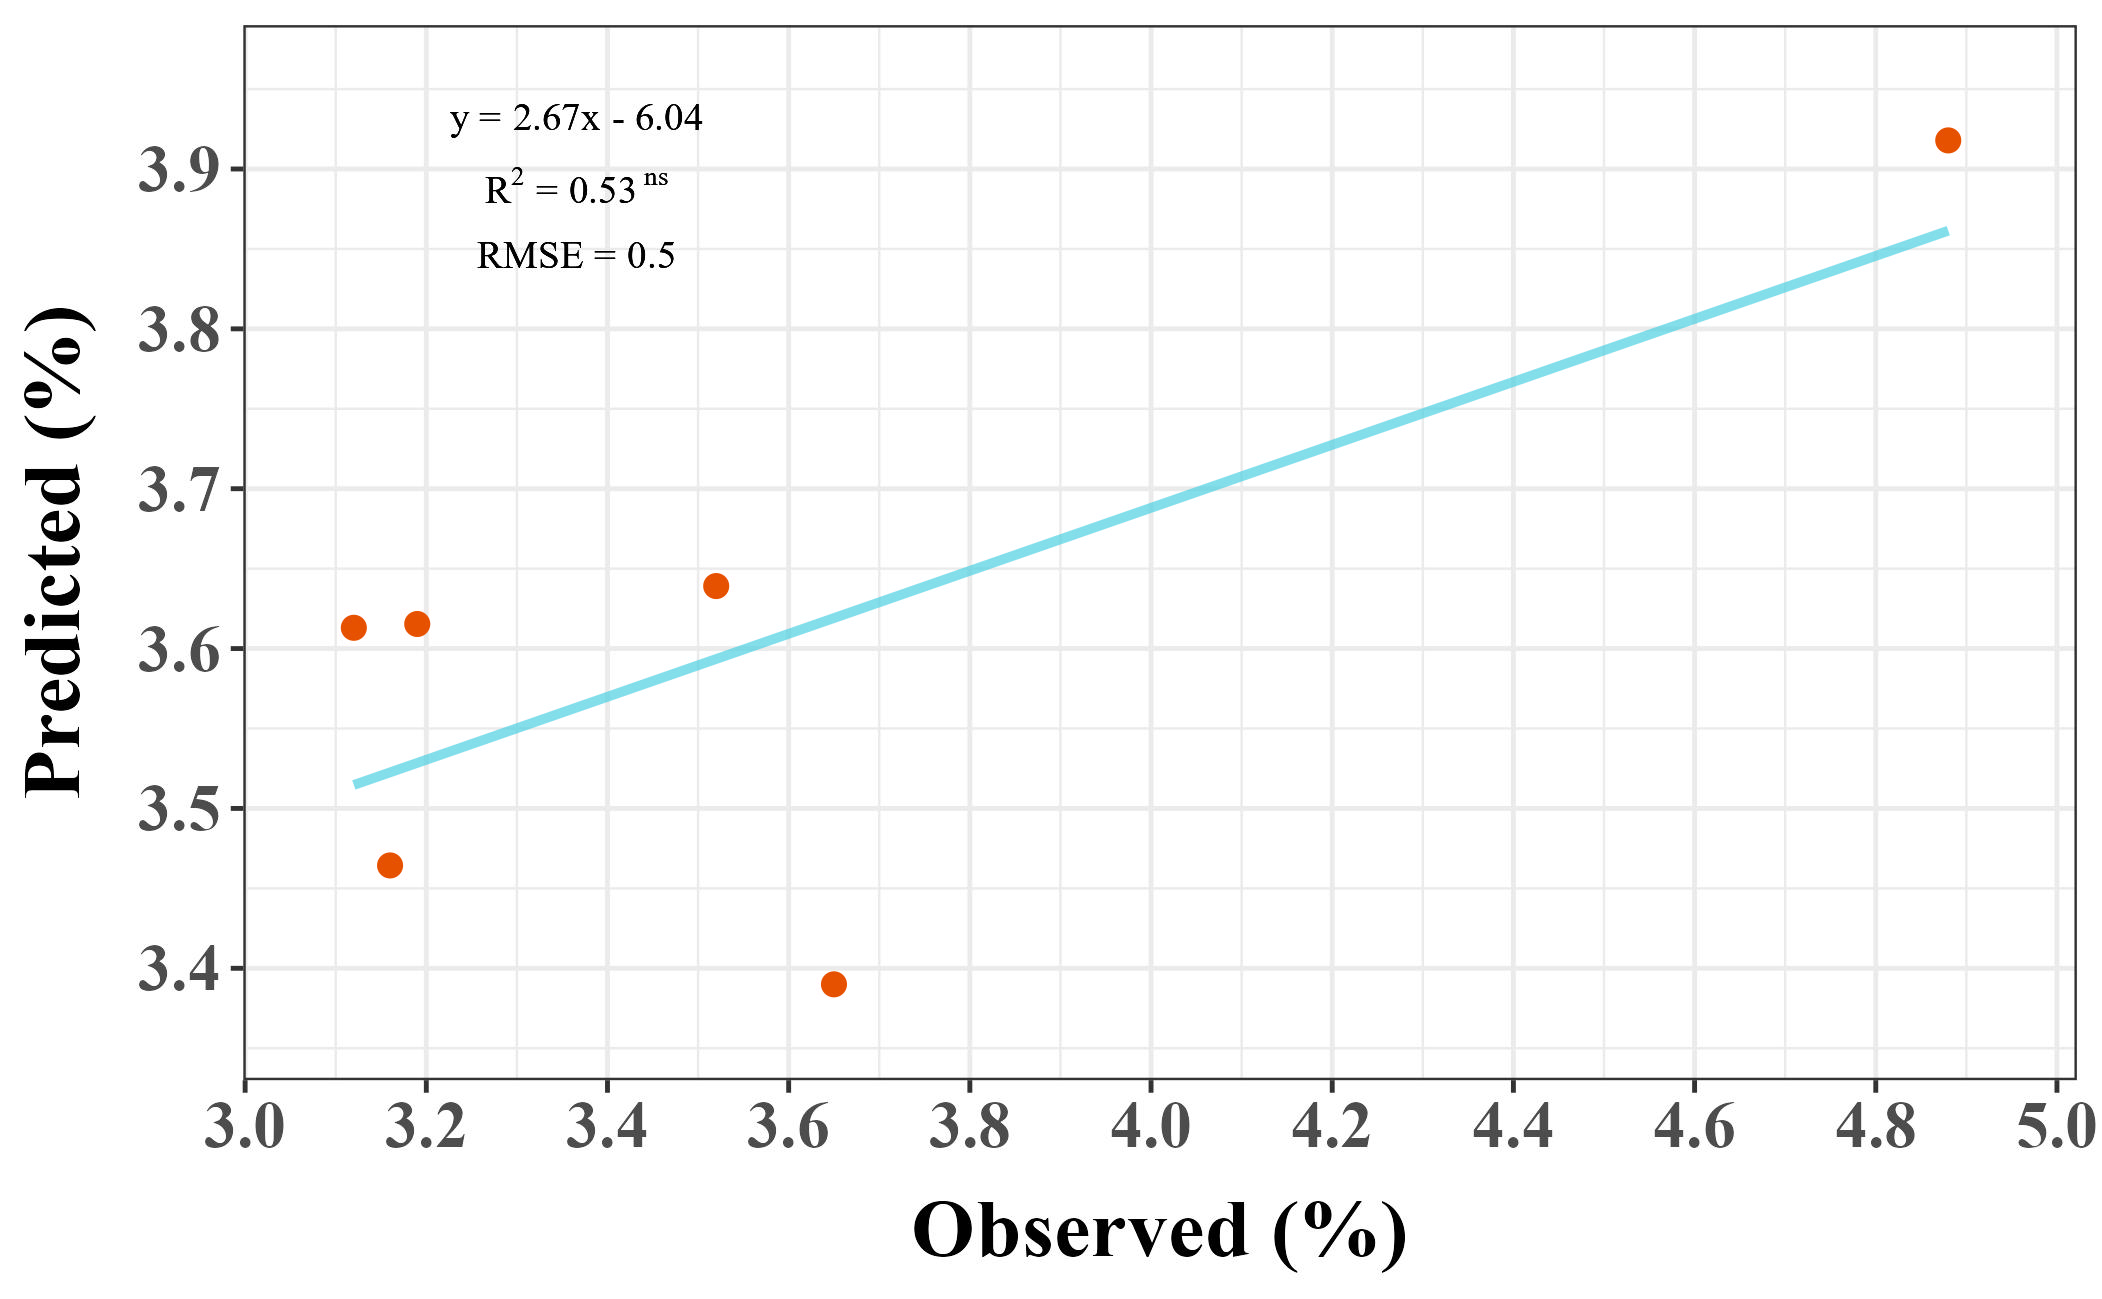 y = 2.67x - 6.04
R² = 0.53 ns
RMSE = 0.5
Predicted (%)
3.9
3.8
3.7
3.6
3.5
3.4
3.0 3.2 3.4 3.6 3.8 4.0 4.2 4.4 4.6 4.8 5.0
Observed (%)